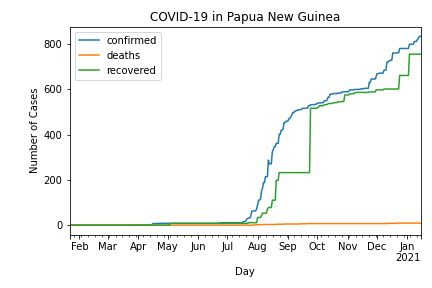 COVID-19 in Papua New Guinea
confirmed
deaths
recovered
Number of Cases
800
600
400
200
0
Feb Mar Apr May Jun Jul Aug Sep Oct Nov Dec Jan
2021
Day